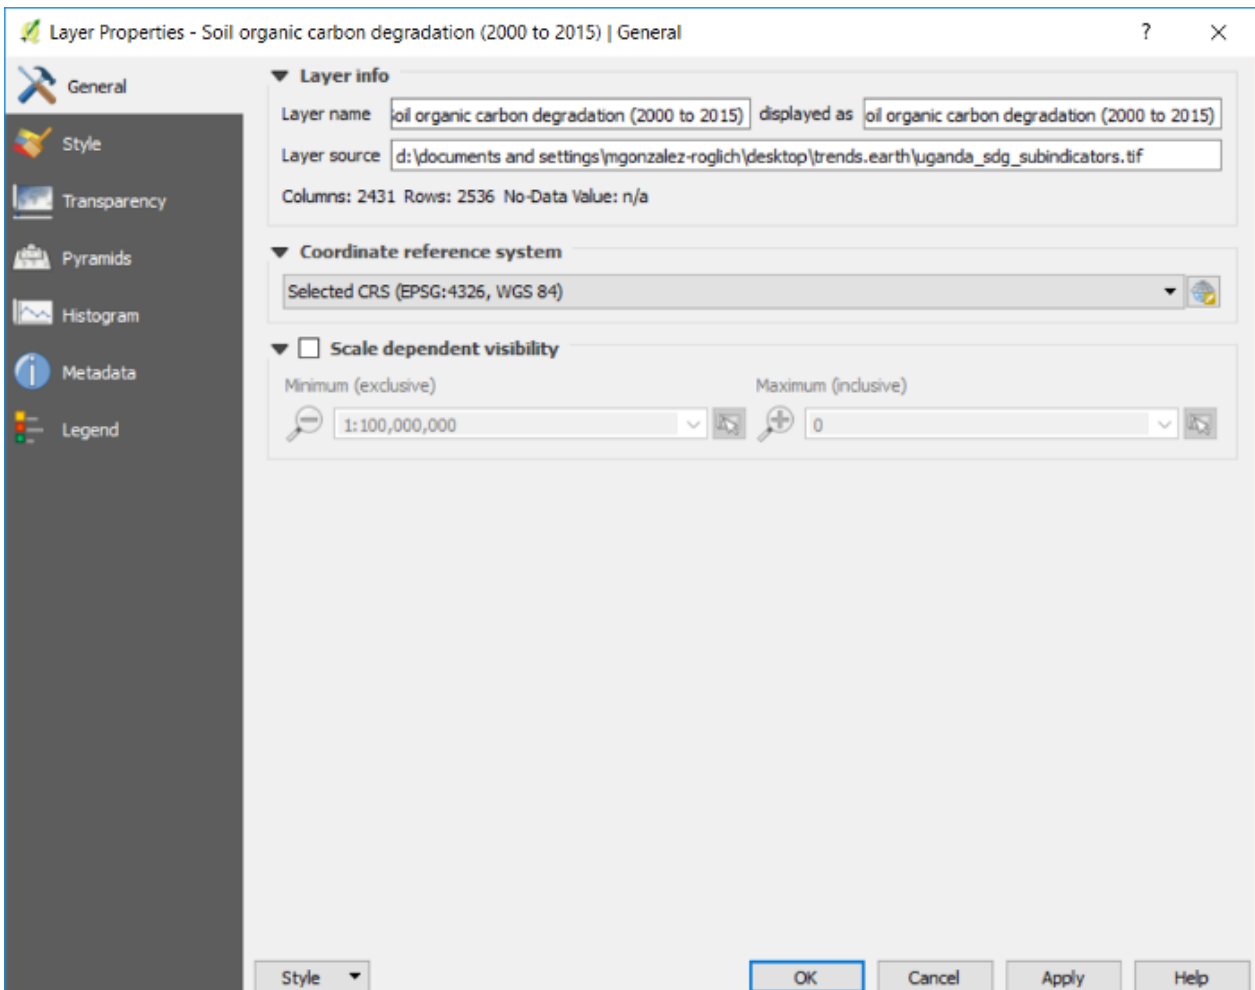 Layer Properties - Soil organic carbon degradation (2000 to 2015) | General ?
General
Style
Transparency
Pyramids
Histogram
Metadata
Legend
Layer info
Layer name oil organic carbon degradation (2000 to 2015) displayed as oil organic carbon degradation (2000 to 2015)
Layer source d:\documents and settings\mgonzalez-roglich\desktop\trends.earth\uganda_sdg_subindicators.tif
Columns: 2431 Rows: 2536 No-Data Value: n/a
Coordinate reference system
Selected CRS (EPSG:4326, WGS 84)
Scale dependent visibility
Minimum (exclusive) Maximum (inclusive)
1:100,000,000 0
Style OK Cancel Apply Help